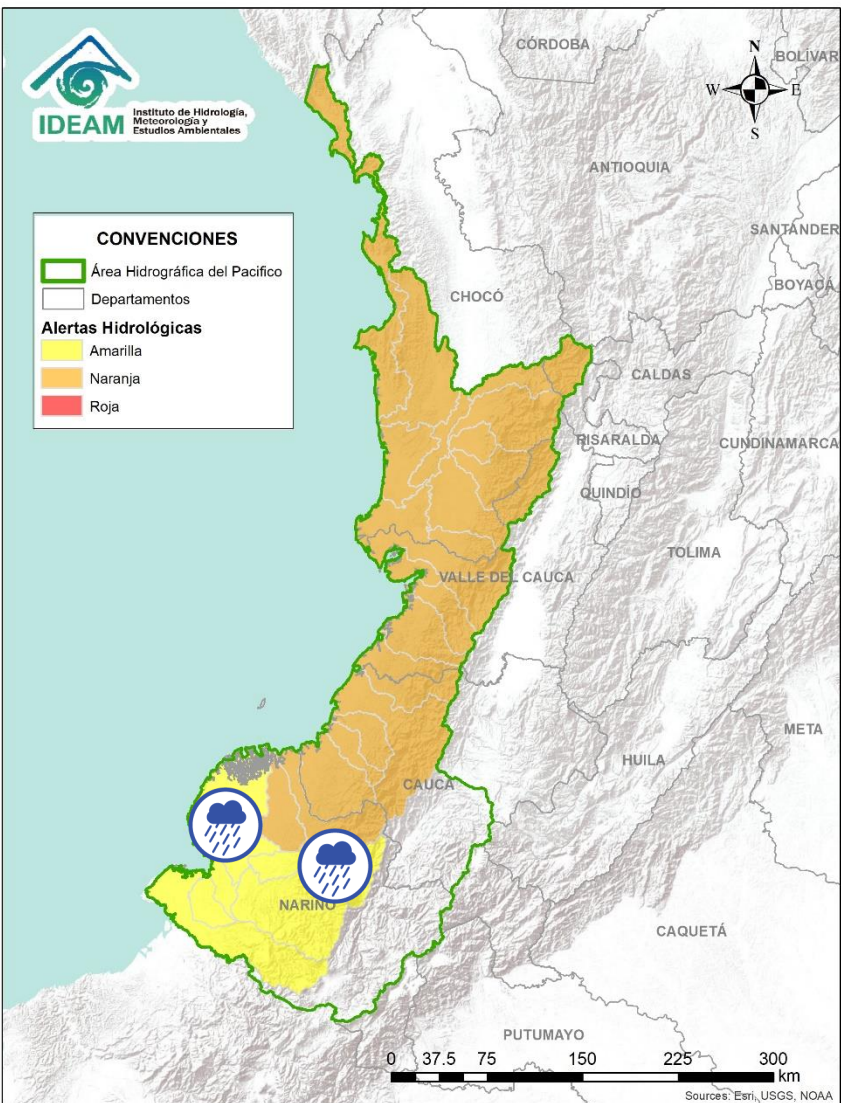 IDEAM
Instituto de Hidrología,
Meteorología y
Estudios Ambientales
CÓRDOBA
N
BOLÍVAR
W
E
S
ANTIOQUIA
SANTANDER
CONVENCIONES
Área Hidrográfica del Pacifico
Departamentos
Alertas Hidrológicas
Amarilla
Naranja
Roja
BOYACÁ
CHOCÓ
CALDAS
RISARALDA
CUNDINAMARCA
QUINDÍO
TOLIMA
VALLE DEL CAUCA
META
HUILA
CAUCA
NARIÑO
CAQUETÁ
PUTUMAYO
0 37.5 75 150 225 300
km
Sources: Esri, USGS, NOAA